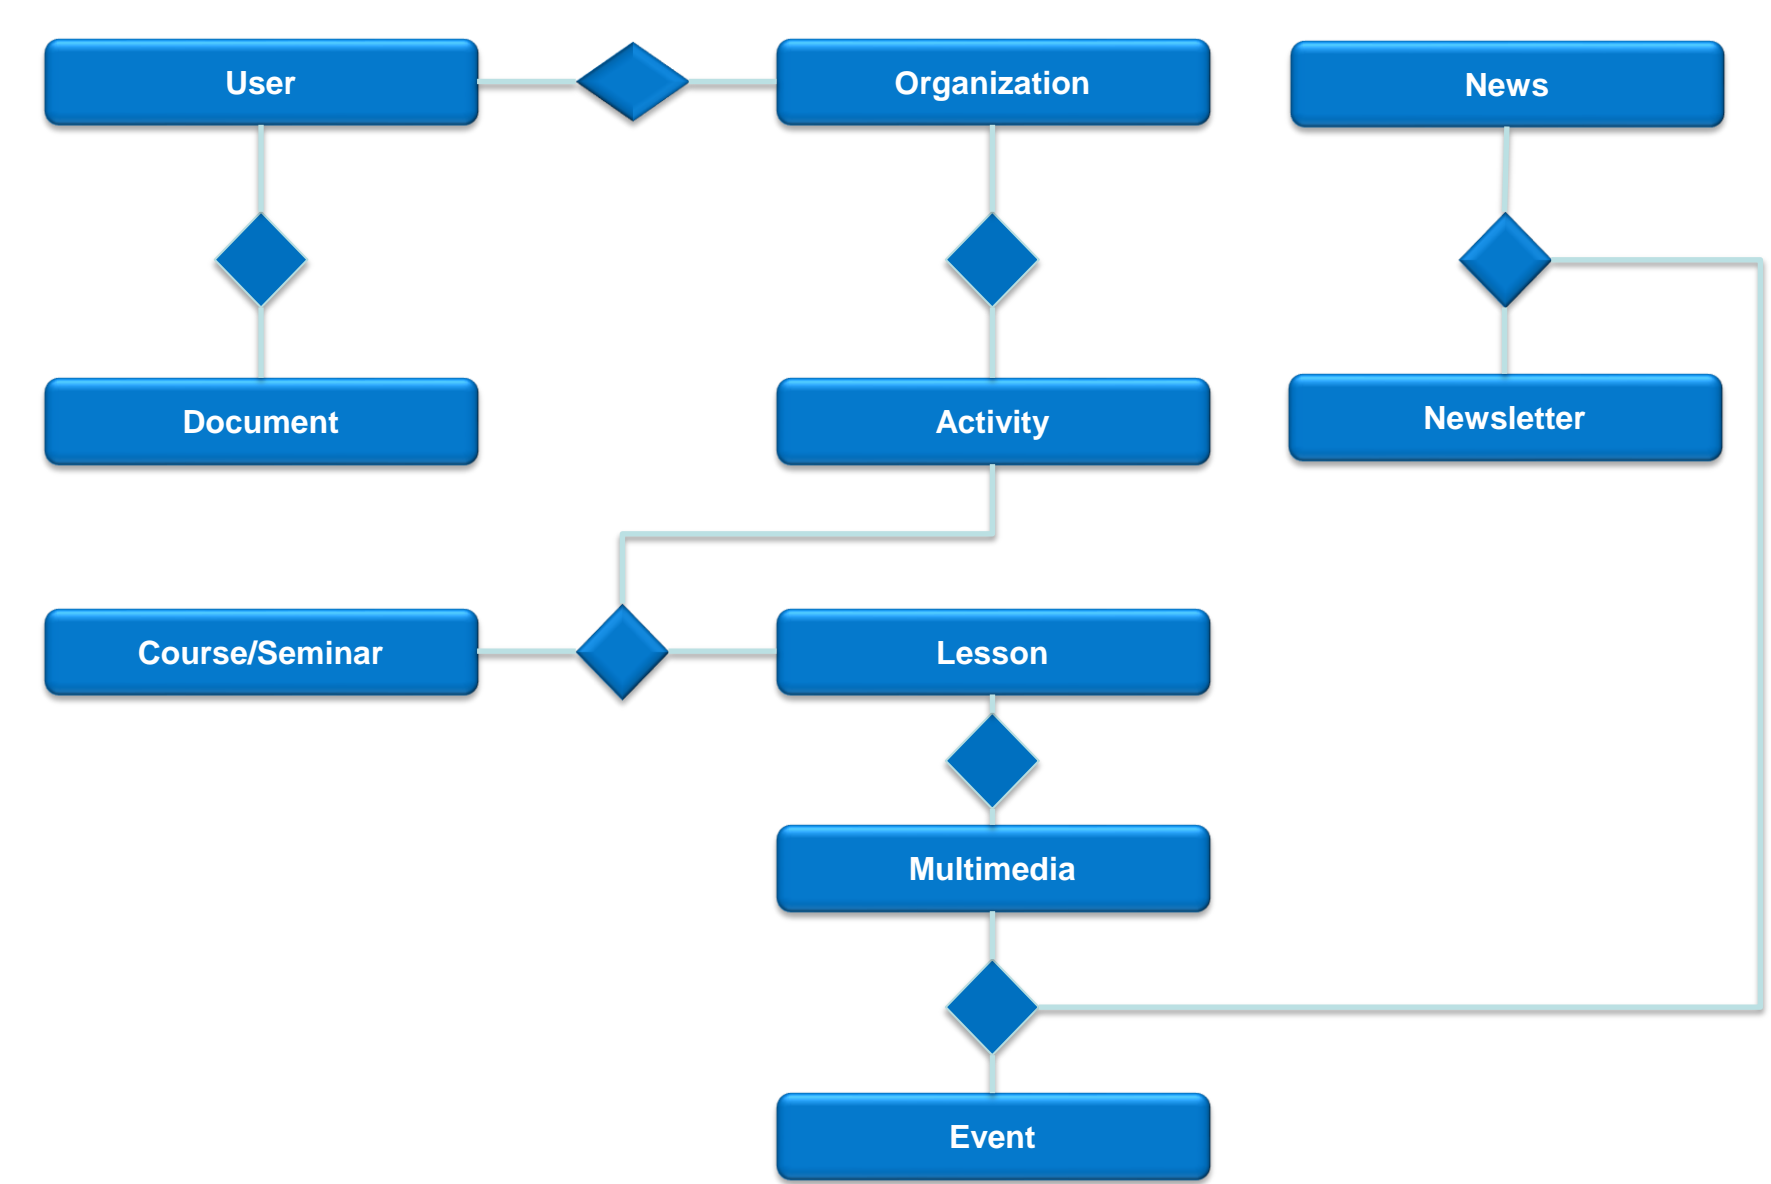 User
Organization
News
Document
Activity
Newsletter
Course/Seminar
Lesson
Multimedia
Event